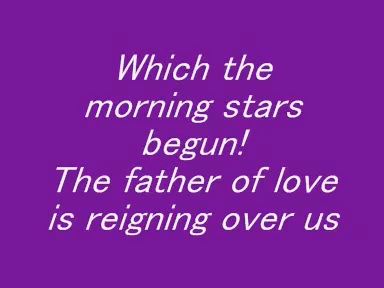 Which the
morning stars
begun!
The father of love
is reigning over us